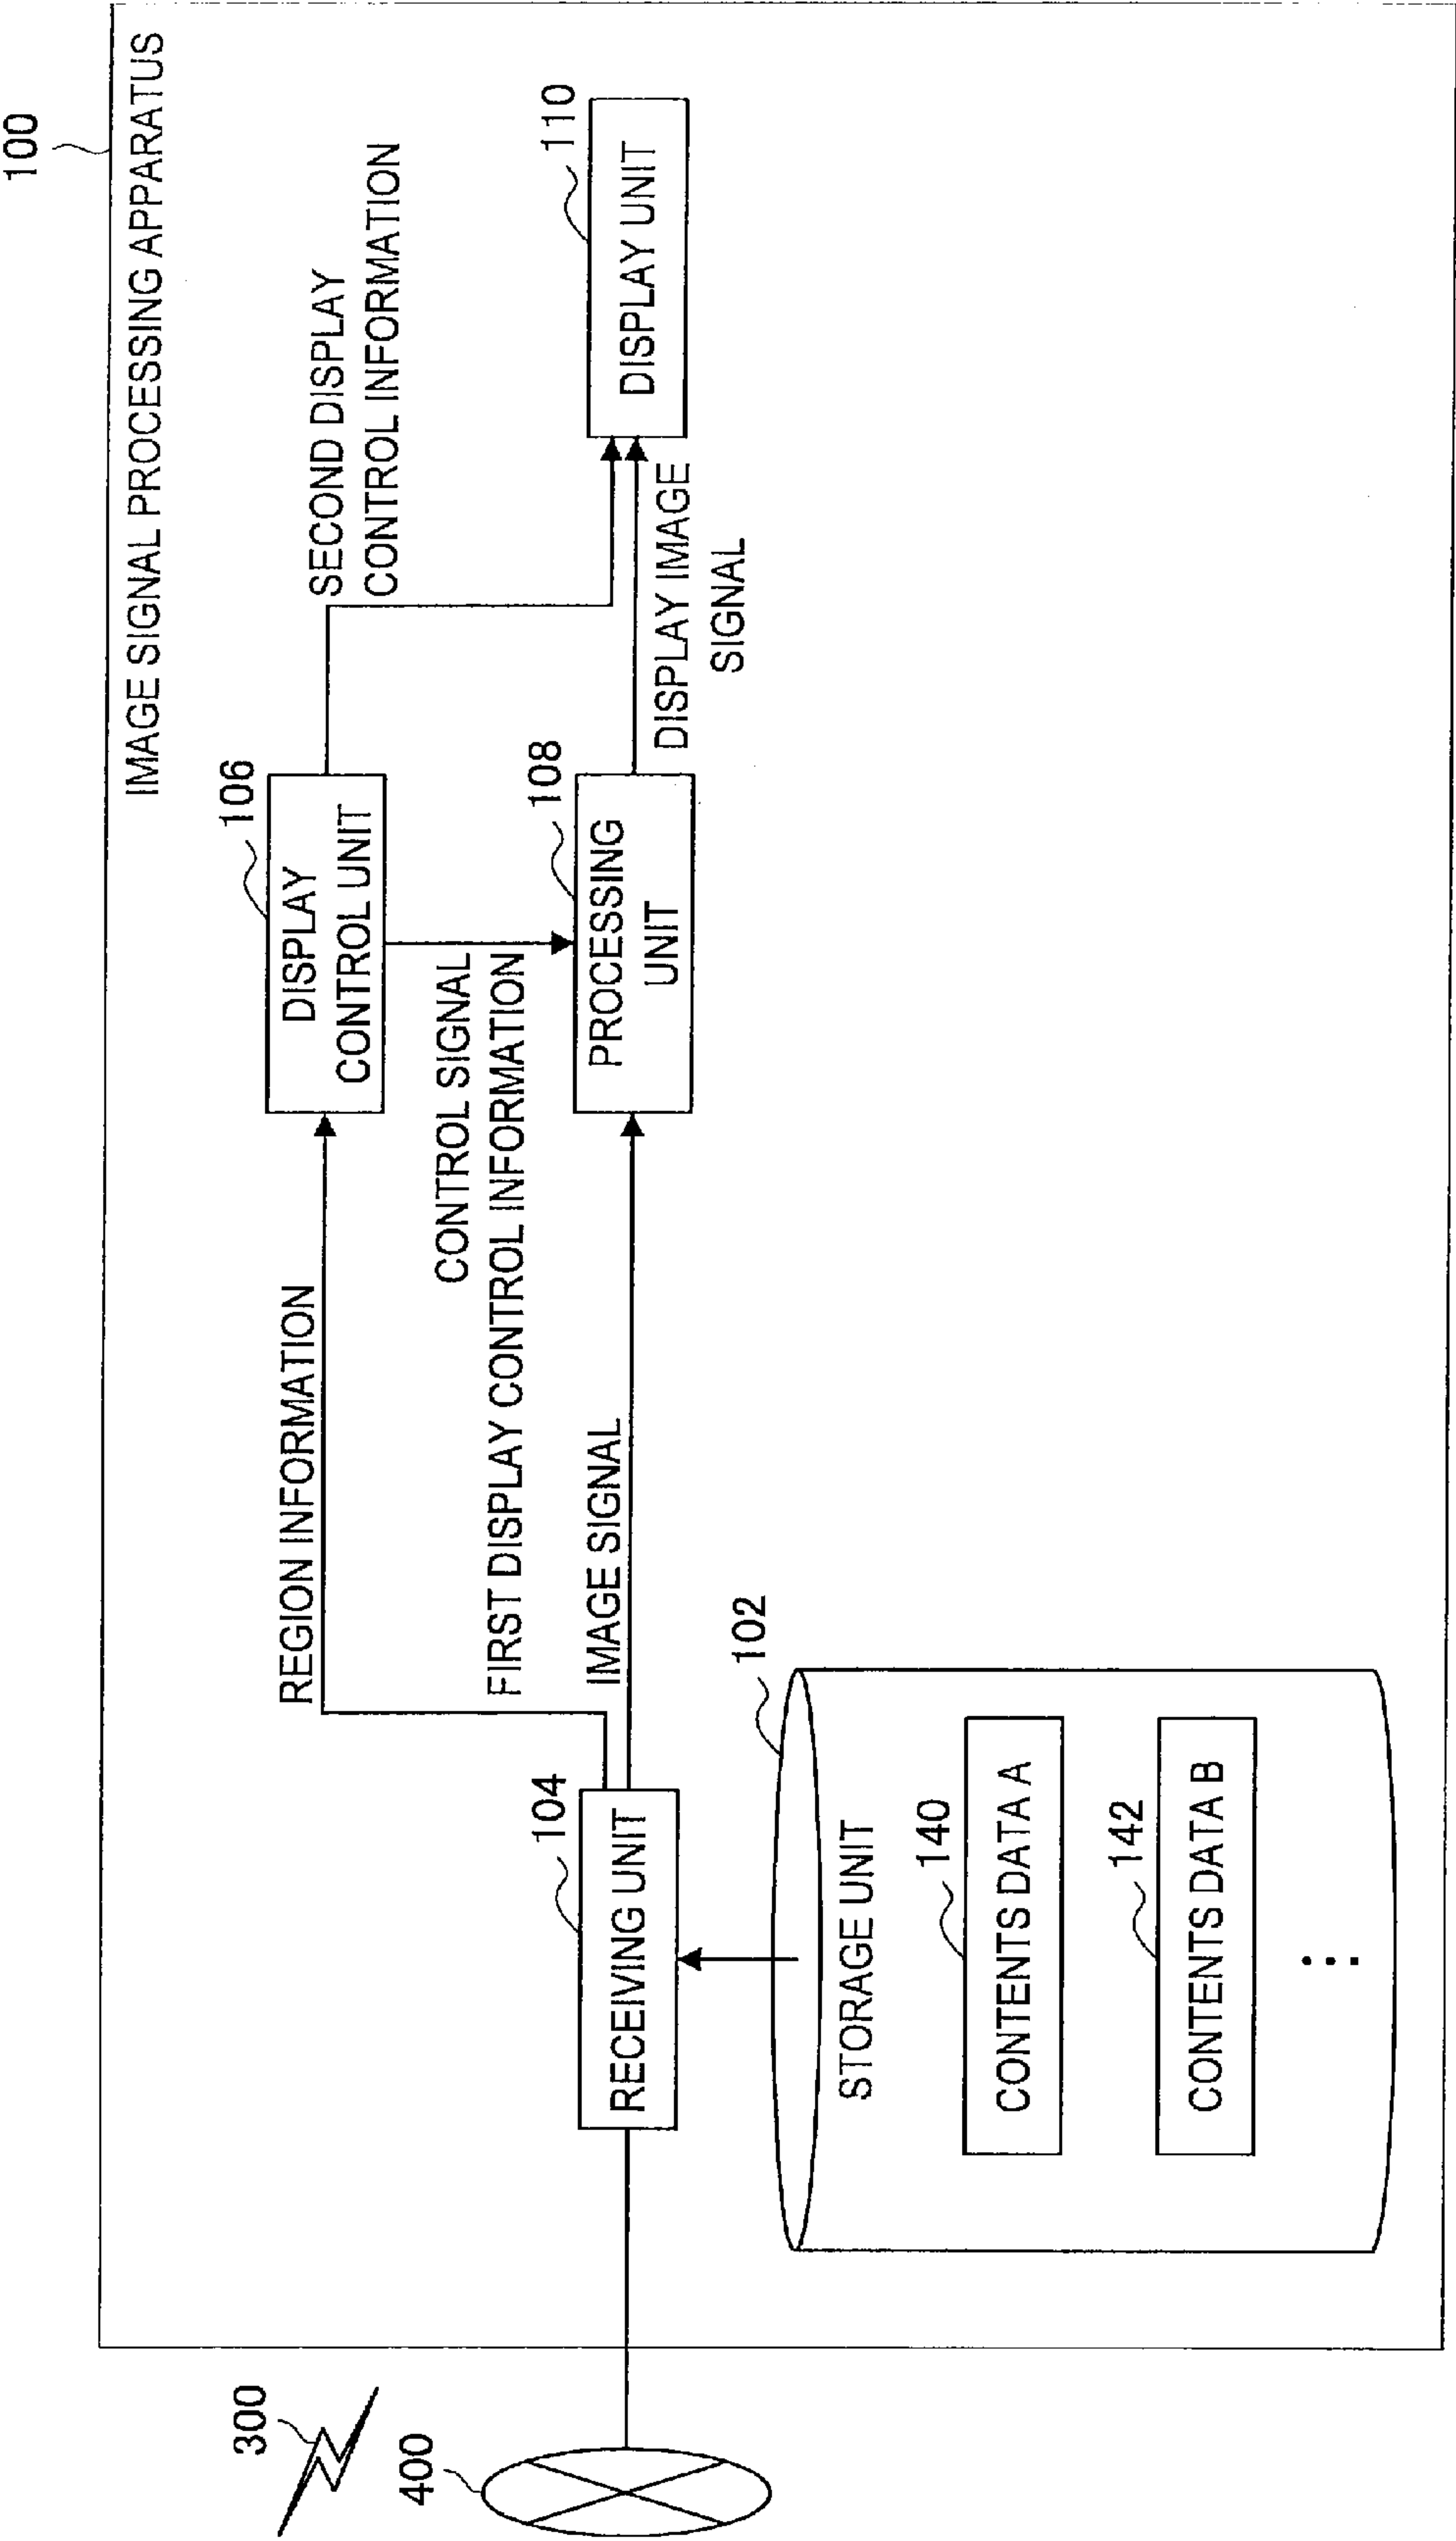 100
IMAGE SIGNAL PROCESSING APPARATUS
106
DISPLAY
CONTROL UNIT
SECOND DISPLAY
CONTROL INFORMATION
REGION INFORMATION
CONTROL SIGNAL
FIRST DISPLAY CONTROL INFORMATION
110
DISPLAY UNIT
108
PROCESSING
UNIT
DISPLAY IMAGE
SIGNAL
IMAGE SIGNAL
104
RECEIVING UNIT
300
400
102
STORAGE UNIT
140
CONTENTS DATA A
142
CONTENTS DATA B